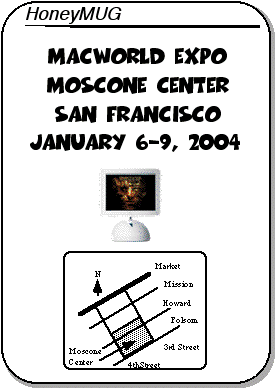 HoneyMUG
MACWORLD EXPO
MOSCONE CENTER
SAN FRANCISCO
JANUARY 6-9, 2004
N
Market
Mission
Howard
Folsom
3rd Street
Moscone
Center
4thStreet